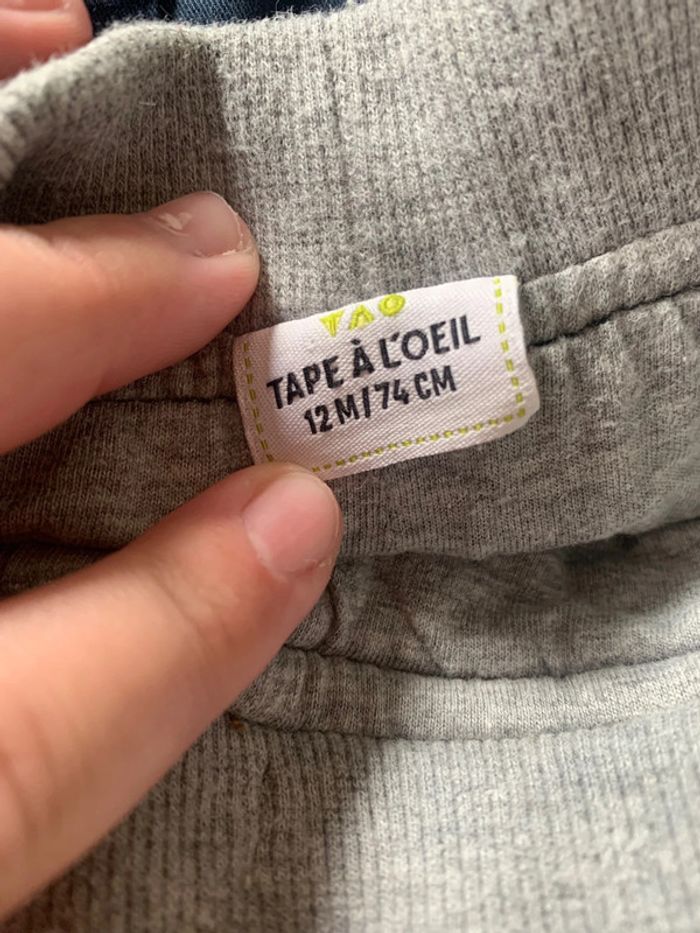 TAO
TAPE À L'OEIL
12 M/74 CM